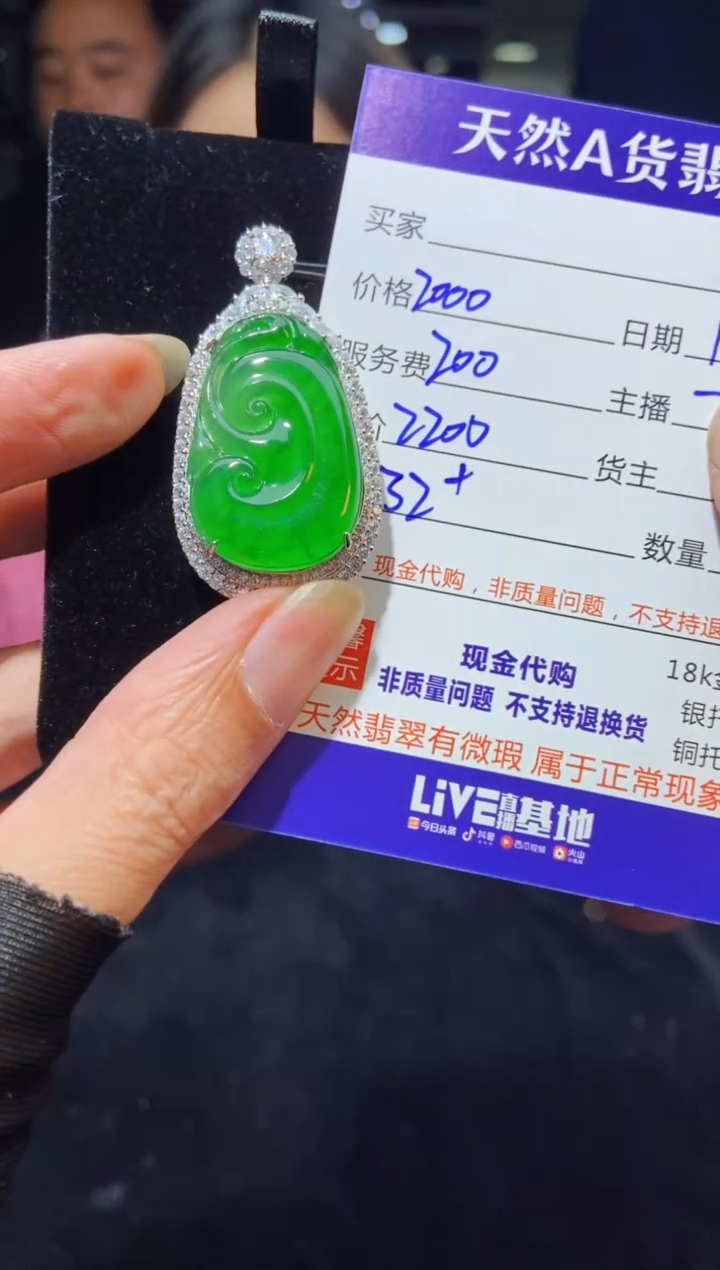 天然A货翡
买家
价格2000
日期
服务费200
主播
价2200
货主
32+
数量
现金代购，非质量问题，不支持退
示
现金代购
非质量问题 不支持退换货
18k金
银托
铜托
天然翡翠有微瑕 属于正常现象
LiVE直播基地
今日头条 抖音 西瓜视频 火山